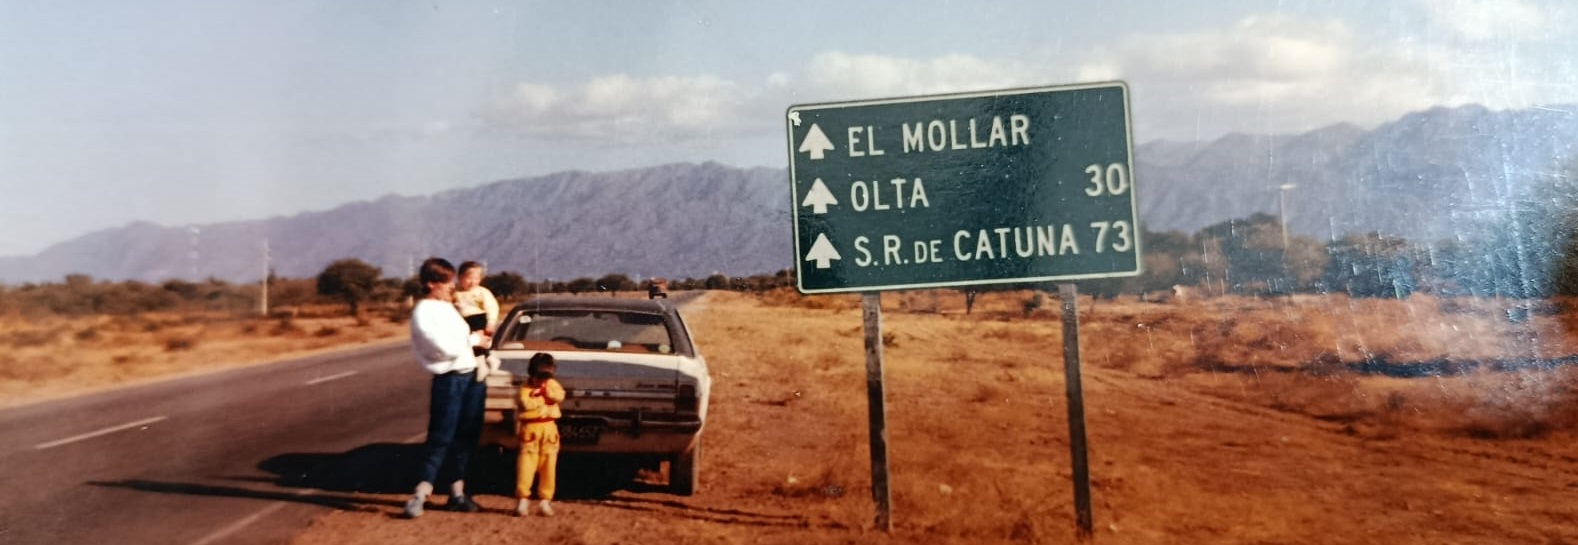 EL MOLLAR
OLTA 30
S.R. DE CATUNA 73